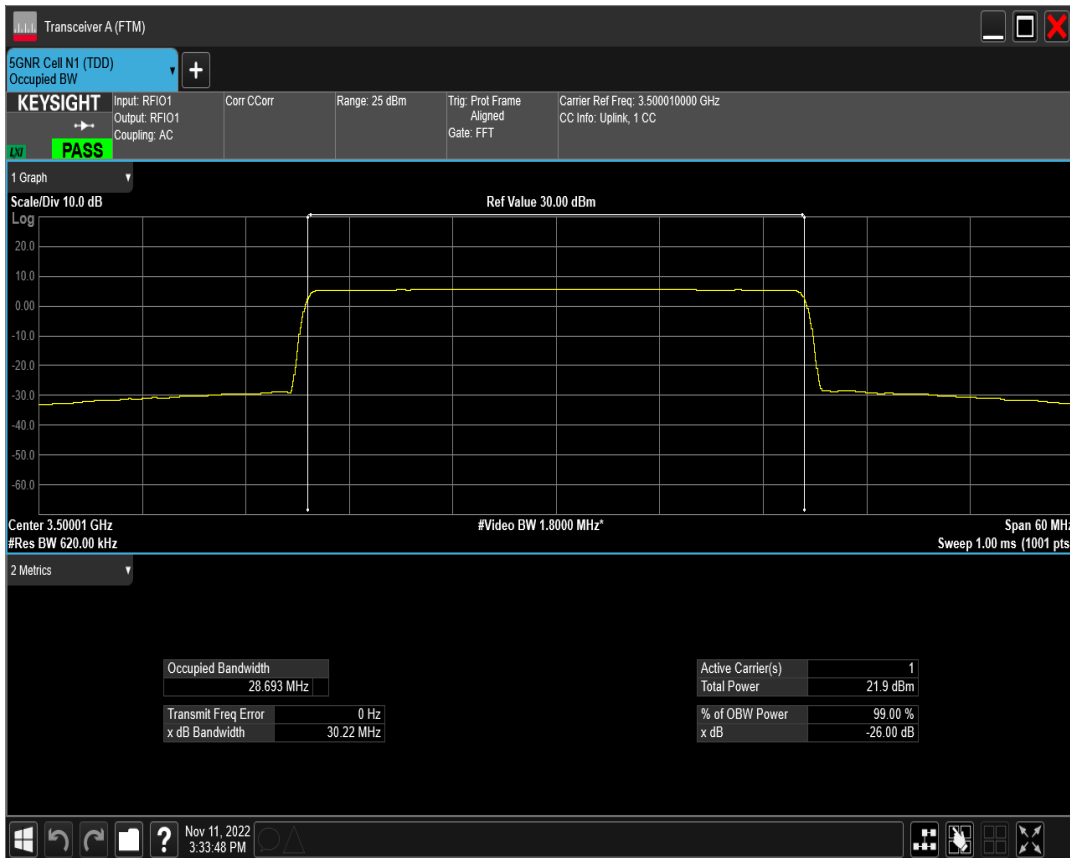 Transceiver A (FTM)
5GNR Cell N1 (TDD)
Occupied BW
+
KEYSIGHT
LXI
PASS
Input: RFIO1
Output: RFIO1
Coupling: AC
Corr CCorr
Range: 25 dBm
Trig: Prot Frame
Aligned
Gate: FFT
Carrier Ref Freq: 3.500010000 GHz
CC Info: Uplink, 1 CC
1 Graph
Scale/Div 10.0 dB
Ref Value 30.00 dBm
Log
20.0
10.0
0.00
-10.0
-20.0
-30.0
-40.0
-50.0
-60.0
Center 3.50001 GHz
#Video BW 1.8000 MHz*
Span 60 MHz
#Res BW 620.00 kHz
Sweep 1.00 ms (1001 pts
2 Metrics
Occupied Bandwidth
28.693 MHz
Transmit Freq Error 0 Hz
x dB Bandwidth 30.22 MHz
Active Carrier(s) 1
Total Power 21.9 dBm
% of OBW Power 99.00 %
x dB -26.00 dB
?
Nov 11, 2022
3:33:48 PM